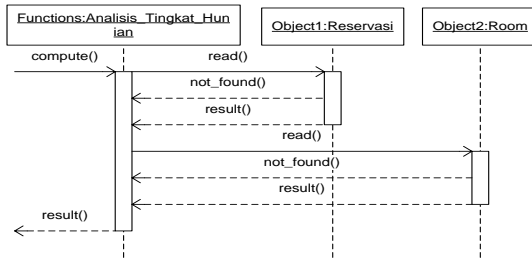 Functions:Analisis_Tingkat_Hun
ian
Object1:Reservasi
Object2:Room
compute()
read()
not_found()
result()
read()
not_found()
result()
result()